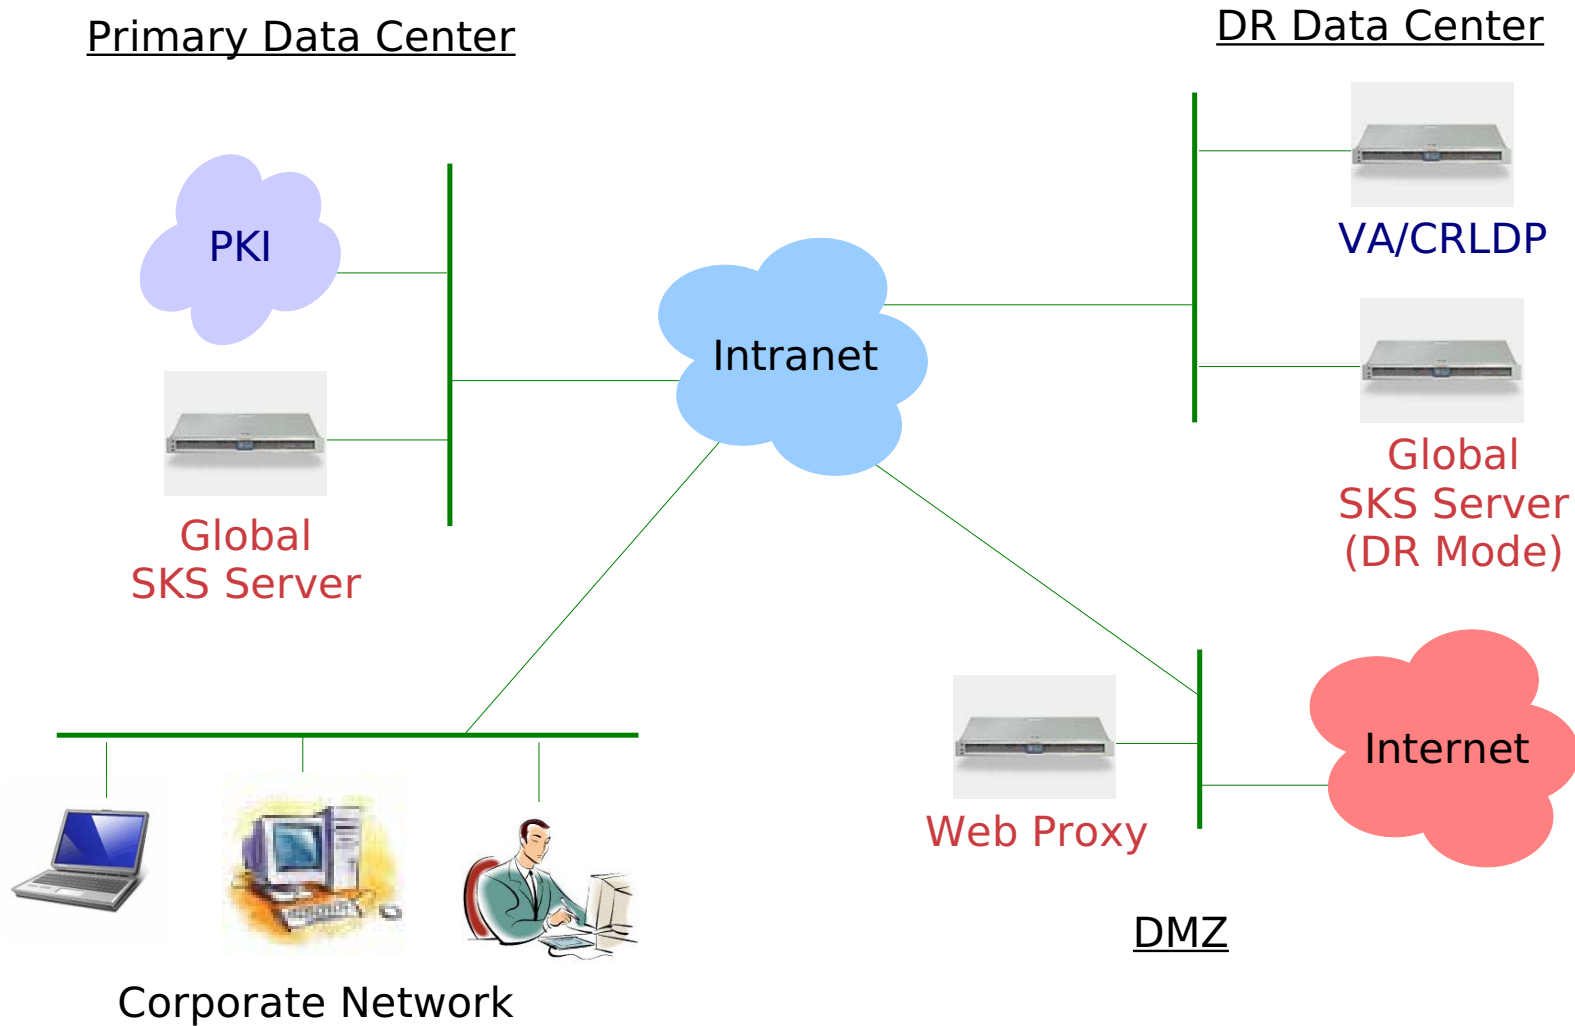 Primary Data Center
DR Data Center
PKI
VA/CRLDP
Intranet
Global
SKS Server
Global
SKS Server
(DR Mode)
Internet
Web Proxy
DMZ
Corporate Network